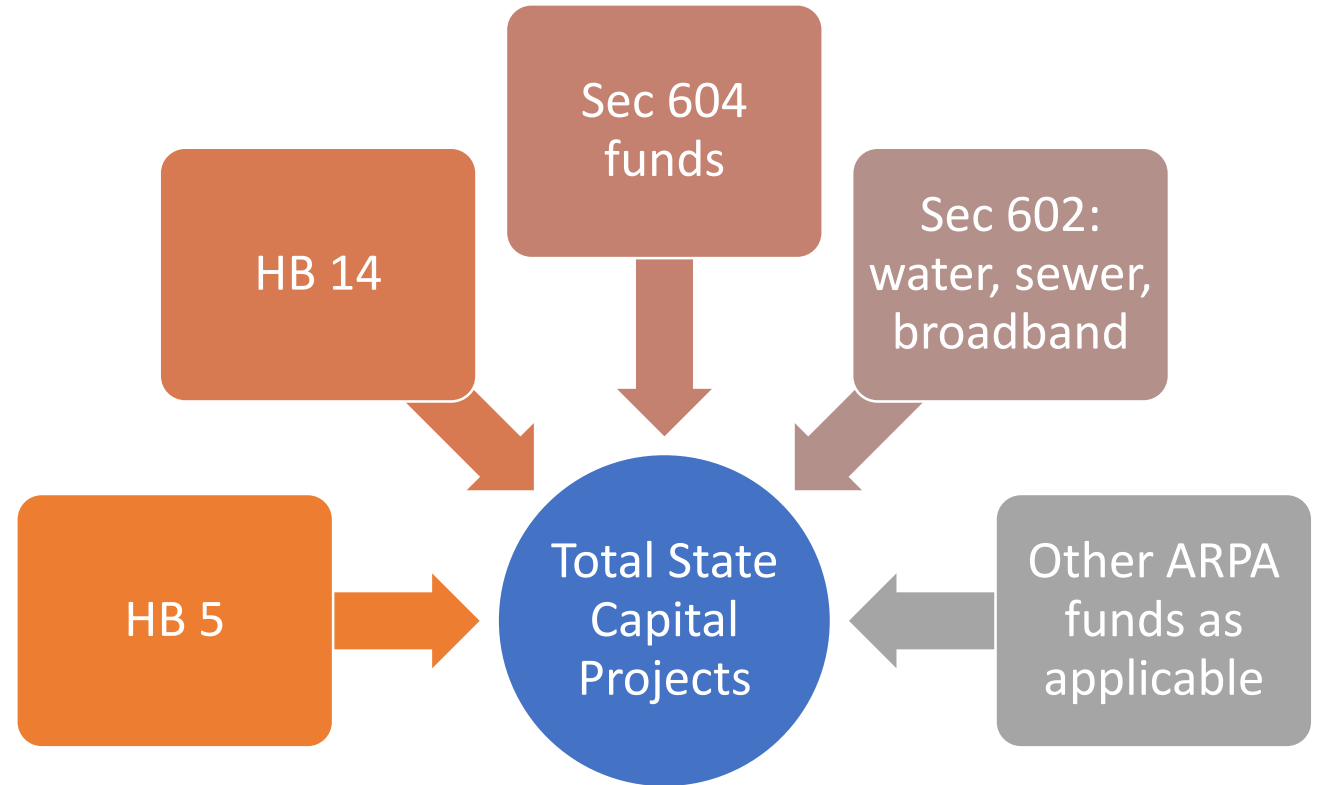 Sec 604
funds
HB 14
Sec 602:
water, sewer,
broadband
HB 5
Total State
Capital
Projects
Other ARPA
funds as
applicable